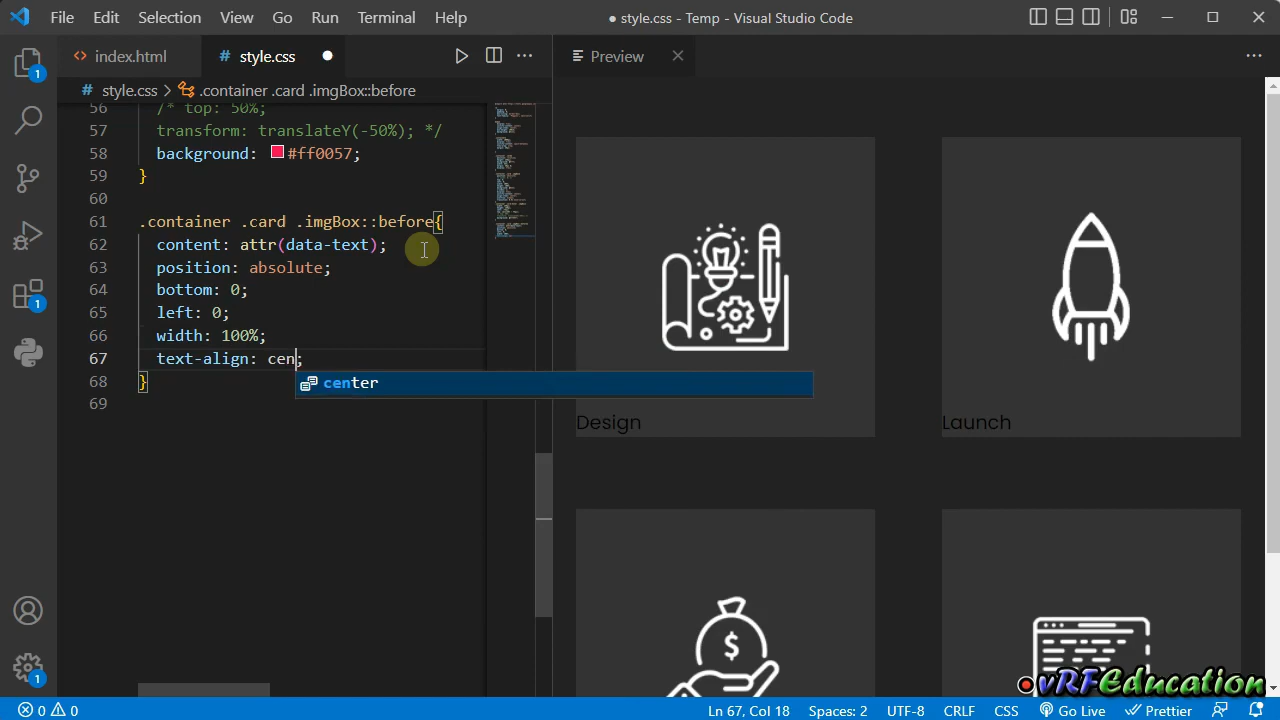 File Edit Selection View Go Run Terminal Help
● style.css - Temp - Visual Studio Code
index.html
# style.css
Preview
# style.css > .container .card .imgBox::before
56 /* top: 50%;
57 transform: translateY(-50%); */
58 background: #ff0057;
59 }
60
61 .container .card .imgBox::before{
62 content: attr(data-text);
63 position: absolute;
64 bottom: 0;
65 left: 0;
66 width: 100%;
67 text-align: cen;
center
68 }
69
Design
Launch
$
1
1
1
vRFEducation
0 0
Ln 67, Col 18 Spaces: 2 UTF-8 CRLF CSS Go Live Prettier